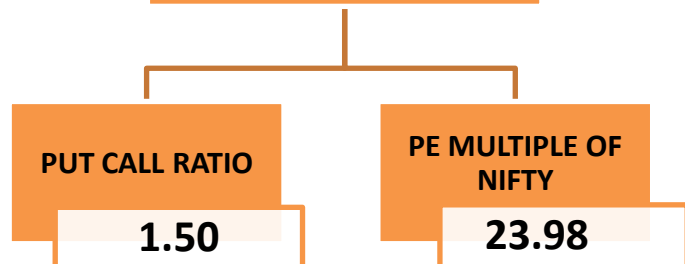 PUT CALL RATIO
1.50
PE MULTIPLE OF
NIFTY
23.98